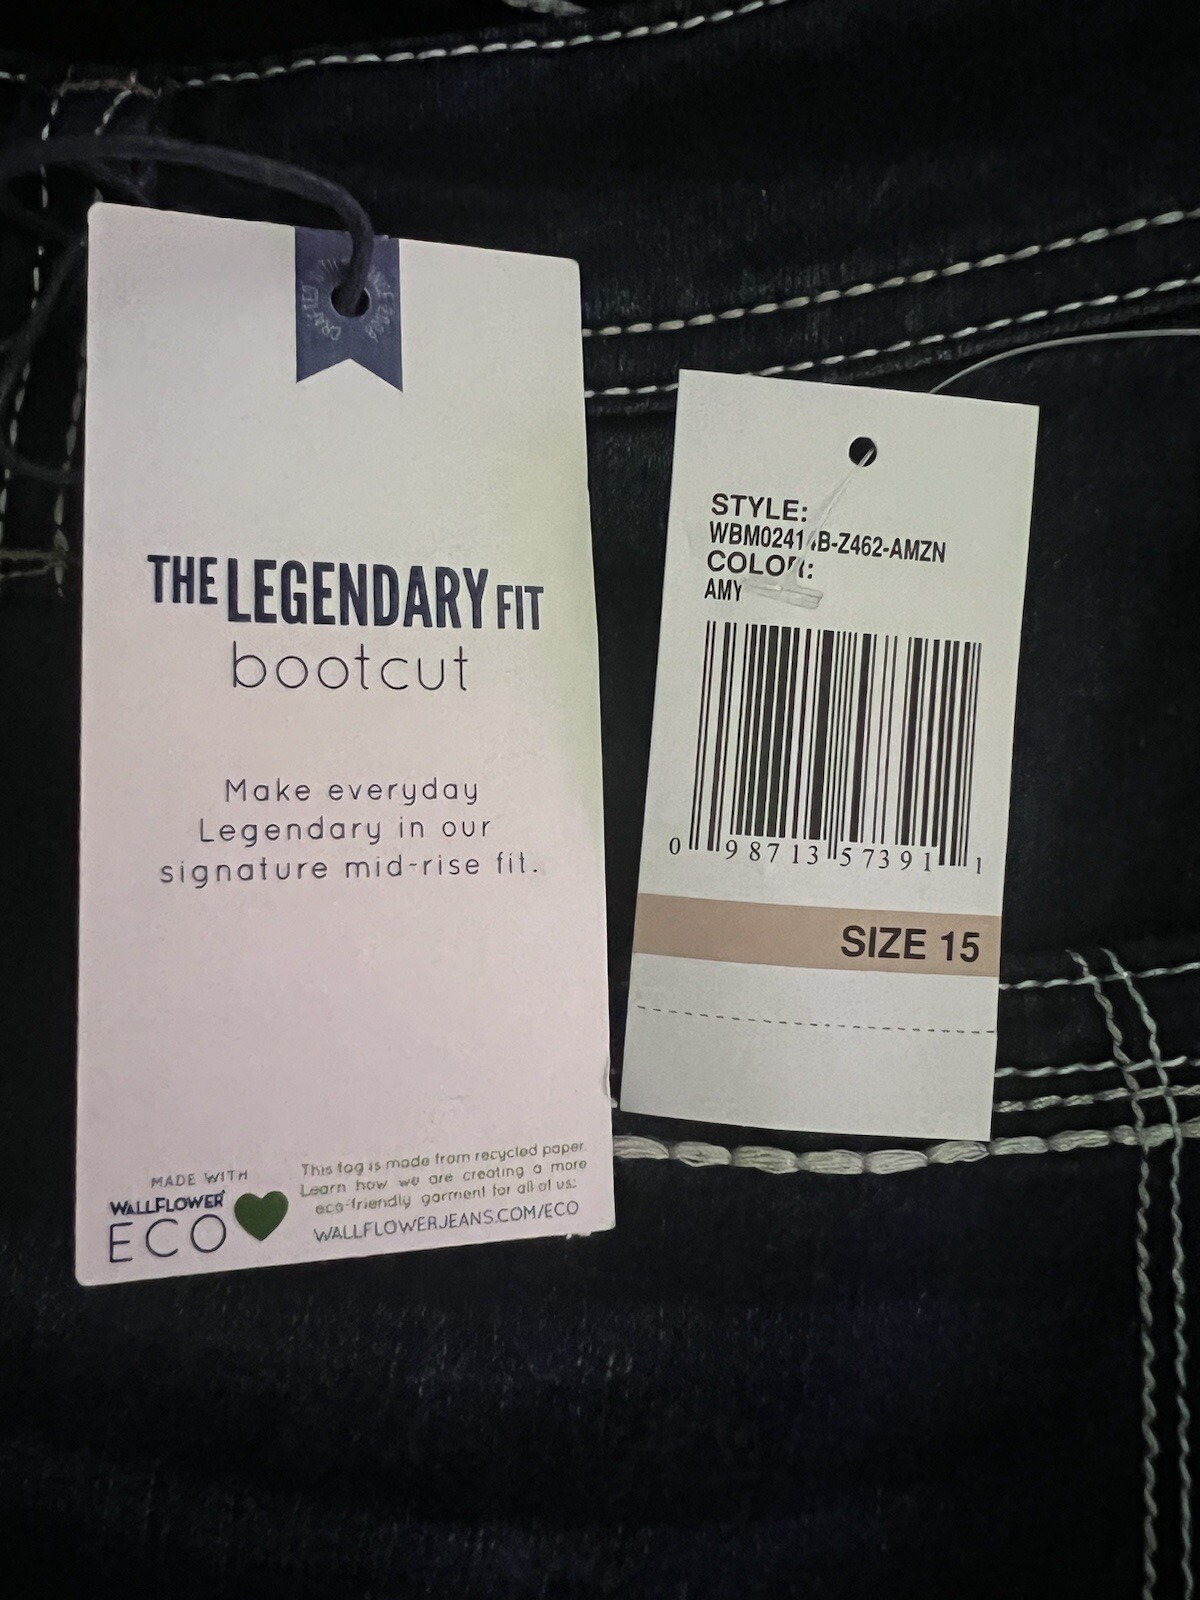 THE LEGENDARY FIT
bootcut
Make everyday
Legendary in our
signature mid-rise fit.
MADE WITH
WALLFLOWER
ECO
This tag is made from recycled paper.
Learn how we are creating a more
eco-friendly garment for all of us:
WALLFLOWERJEANS.COM/ECO
STYLE:
COLOR:
AMY
0 98713 57391 1
SIZE 15